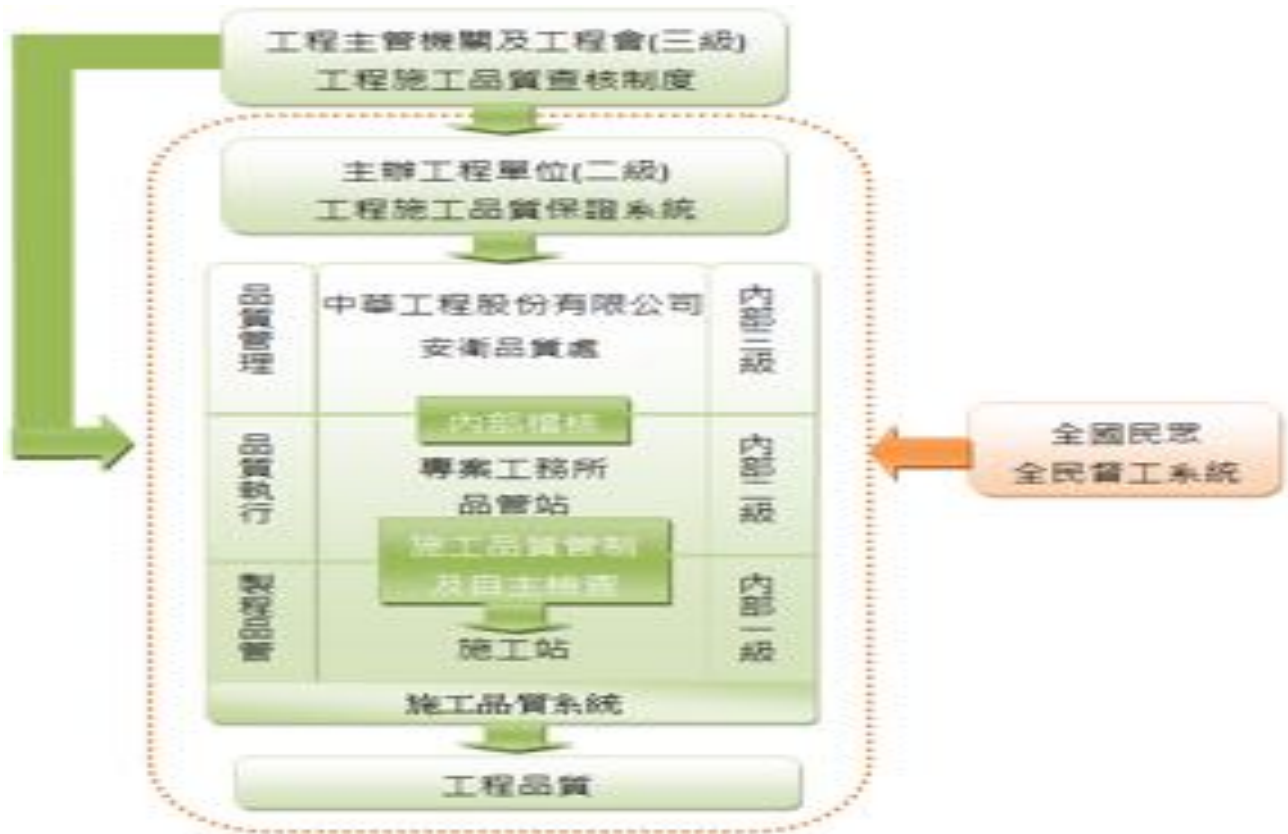 工程主管機關及工程會(三級)
工程施工品質查核制度
主辦工程單位(二級)
工程施工品質保證系統
品質管理
中華工程股份有限公司
安衛品質處
內部三級
內部稽核
品質執行
專案工務所
品管站
內部二級
施工品質管制
及自主檢查
實品架製
施工站
內部一級
施工品質系統
工程品質
全國民眾
全民督工系統